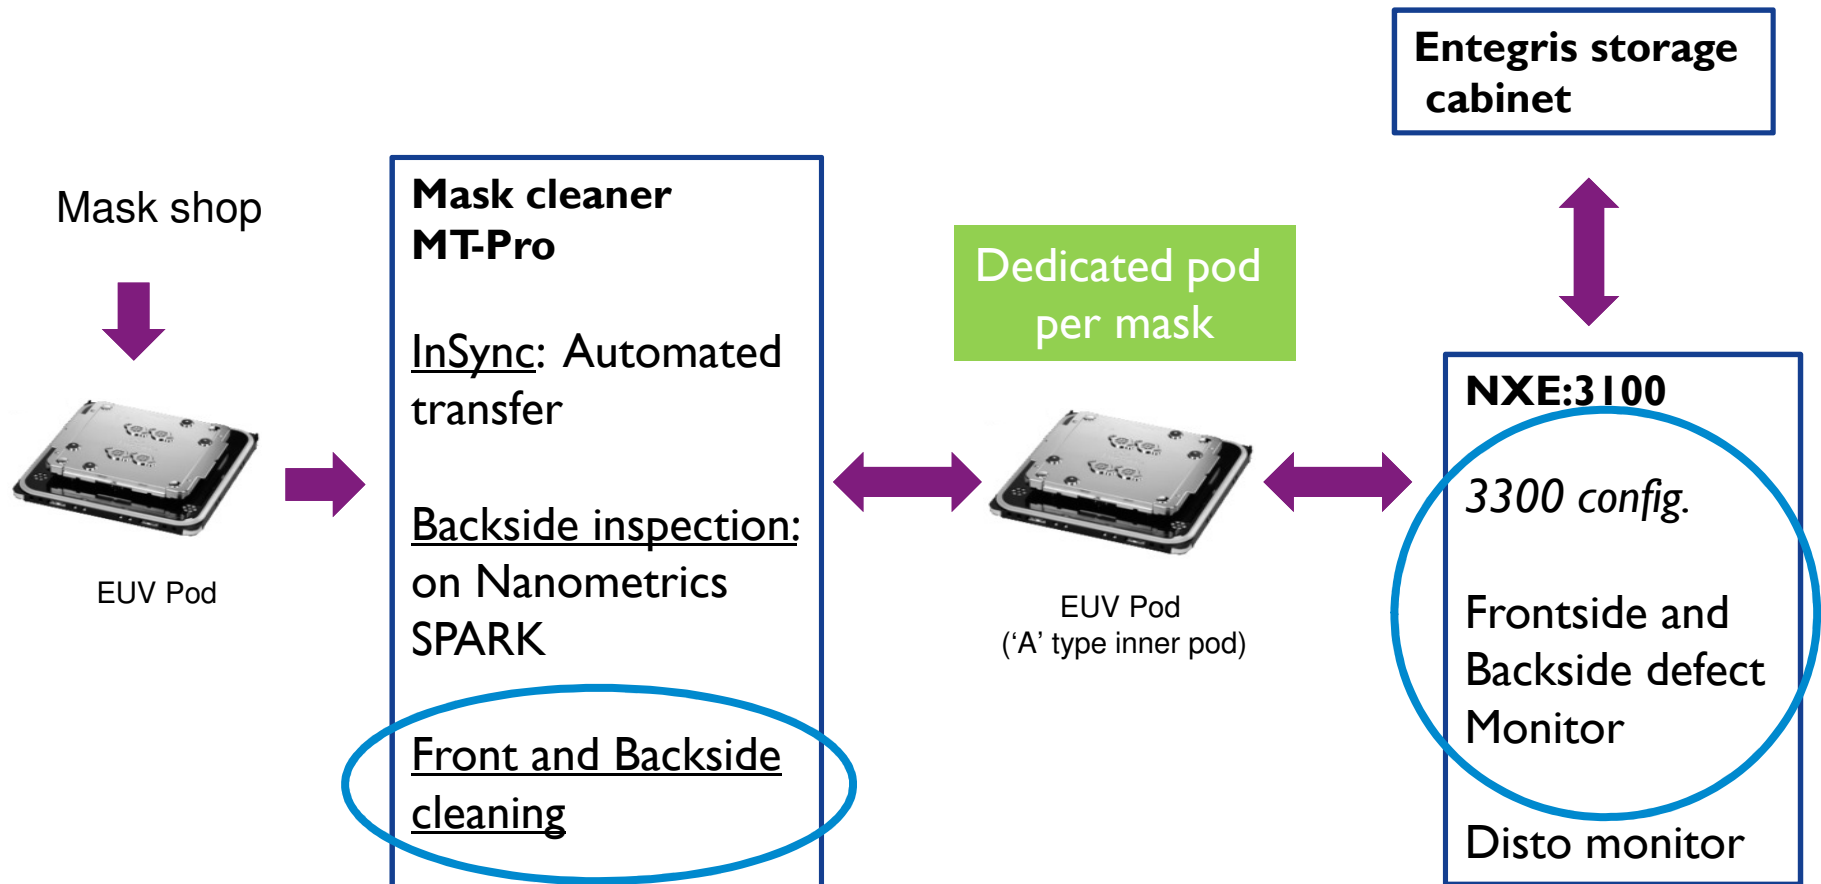 Entegris storage
cabinet
Mask shop
EUV Pod
Mask cleaner
MT-Pro
InSync: Automated
transfer
Backside inspection:
on Nanometrics
SPARK
Front and Backside
cleaning
Dedicated pod
per mask
EUV Pod
(‘A’ type inner pod)
NXE:3100
3300 config.
Frontside and
Backside defect
Monitor
Disto monitor